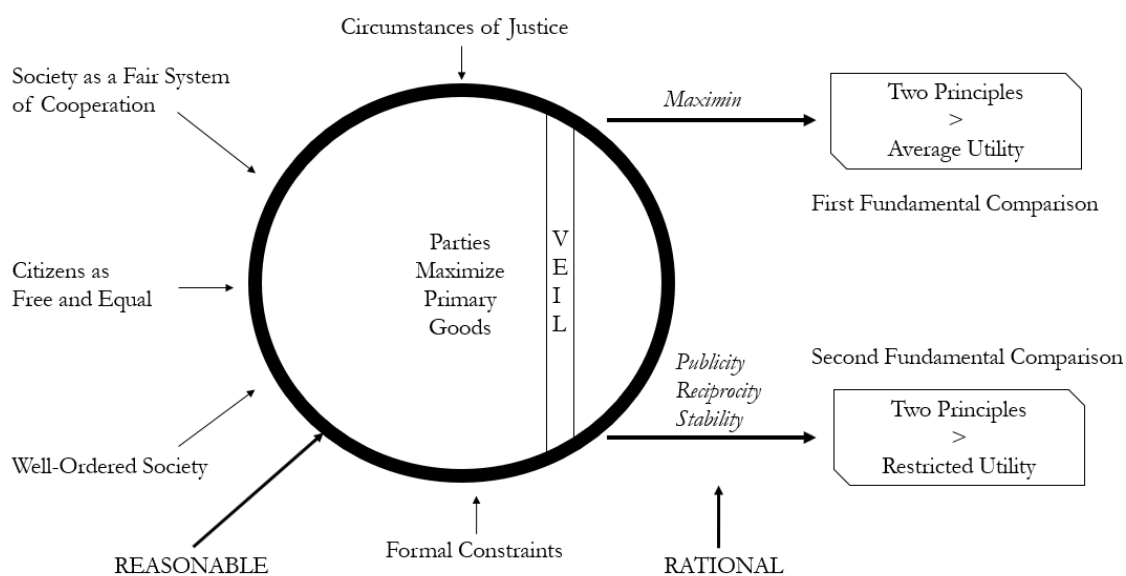 Circumstances of Justice
Society as a Fair System
of Cooperation
Maximin
Two Principles
>
Average Utility
First Fundamental Comparison
Citizens as
Free and Equal
Parties
Maximize
Primary
Goods
V
E
I
L
Second Fundamental Comparison
Publicity
Reciprocity
Stability
Two Principles
>
Restricted Utility
Well-Ordered Society
Formal Constraints
REASONABLE
RATIONAL